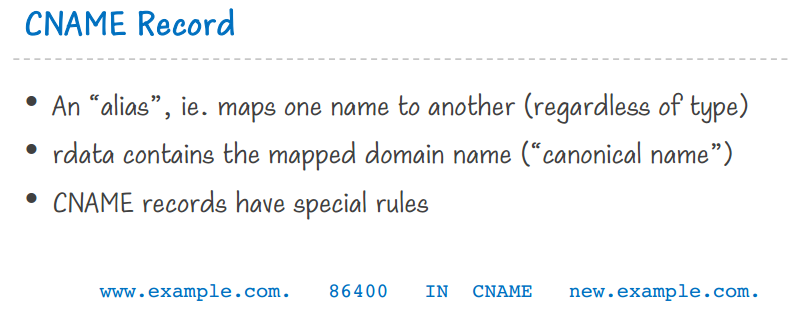 CNAME Record
• An “alias”, ie. maps one name to another (regardless of type)
• rdata contains the mapped domain name (“canonical name”)
• CNAME records have special rules
www.example.com. 86400 IN CNAME new.example.com.